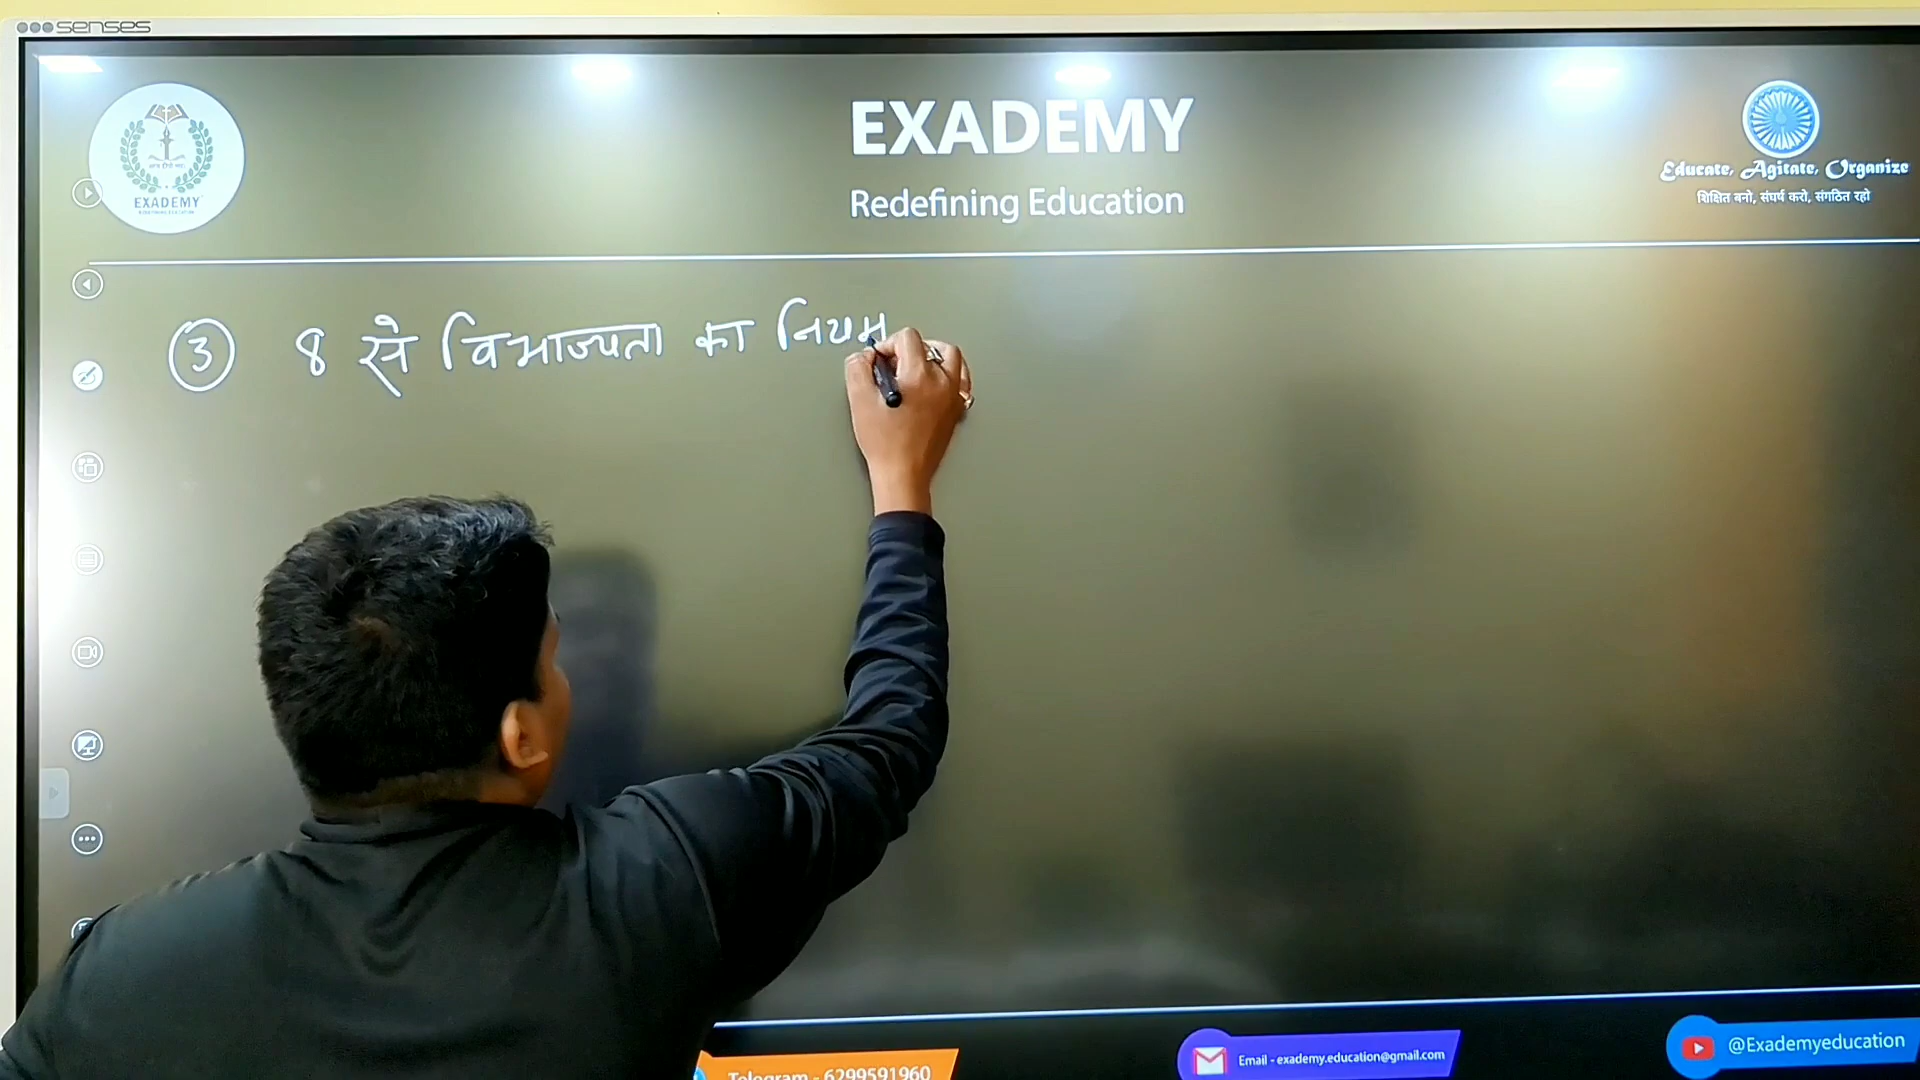 senses
EXADEMY
Redefining Education
EXADEMY
Educate, Agitate, Organize
शिक्षित बनो, संघर्ष करो, संगठित रहो
3 8 से विभाज्यता का नियम
Telegram - 6299591960
Email - exademy.education@gmail.com
@Exademyeducation